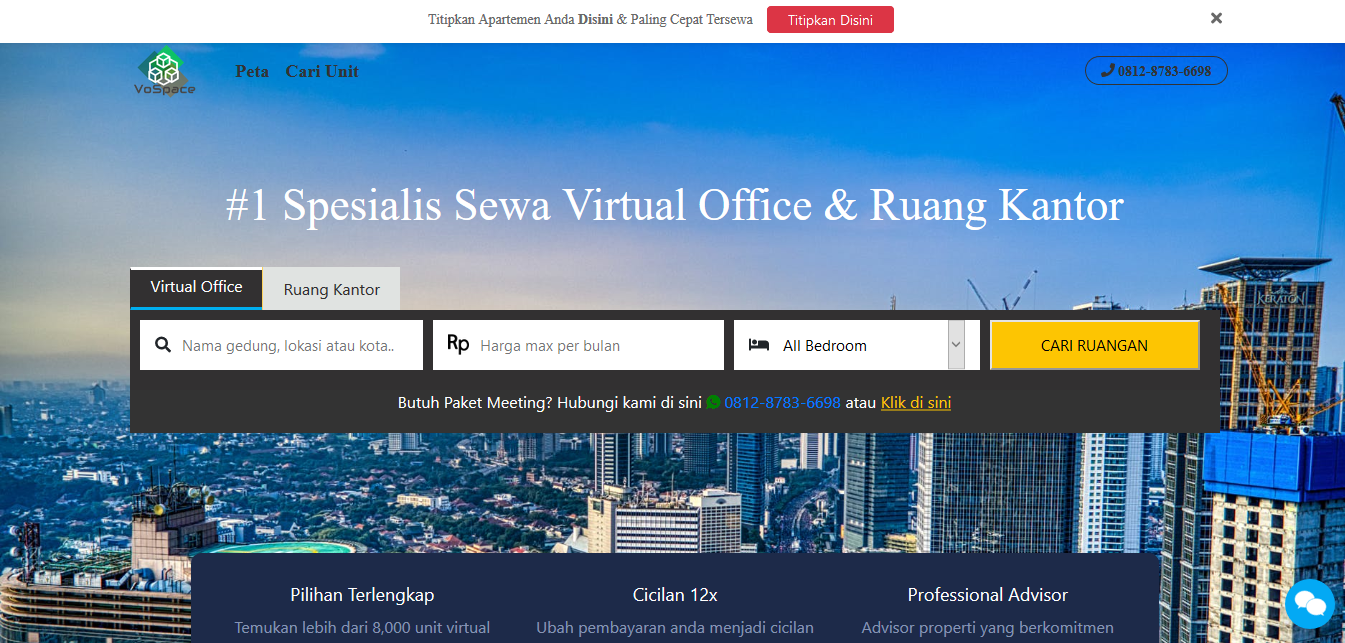 Titipkan Apartemen Anda Disini & Paling Cepat Tersewa Titipkan Disini
VoSpace
Peta Cari Unit
0812-8783-6698
#1 Spesialis Sewa Virtual Office & Ruang Kantor
Virtual Office Ruang Kantor
Nama gedung, lokasi atau kota..
Rp Harga max per bulan
All Bedroom
CARI RUANGAN
Butuh Paket Meeting? Hubungi kami di sini 0812-8783-6698 atau Klik di sini
KERATON
Pilihan Terlengkap
Temukan lebih dari 8,000 unit virtual
Cicilan 12x
Ubah pembayaran anda menjadi cicilan
Professional Advisor
Advisor properti yang berkomitmen